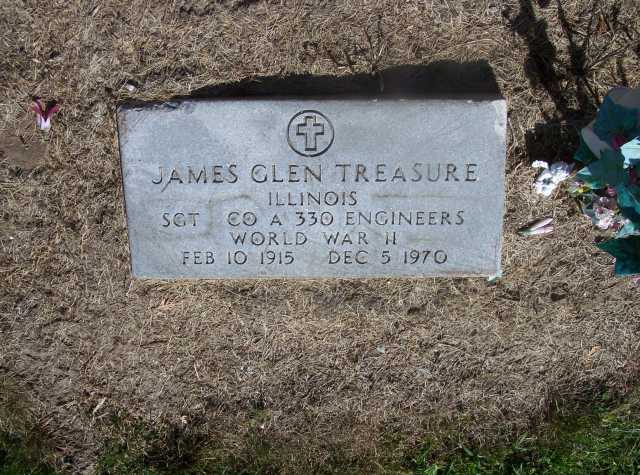 JAMES GLEN TREASURE
ILLINOIS
SGT CO A 330 ENGINEERS
WORLD WAR II
FEB 10 1915 DEC 5 1970